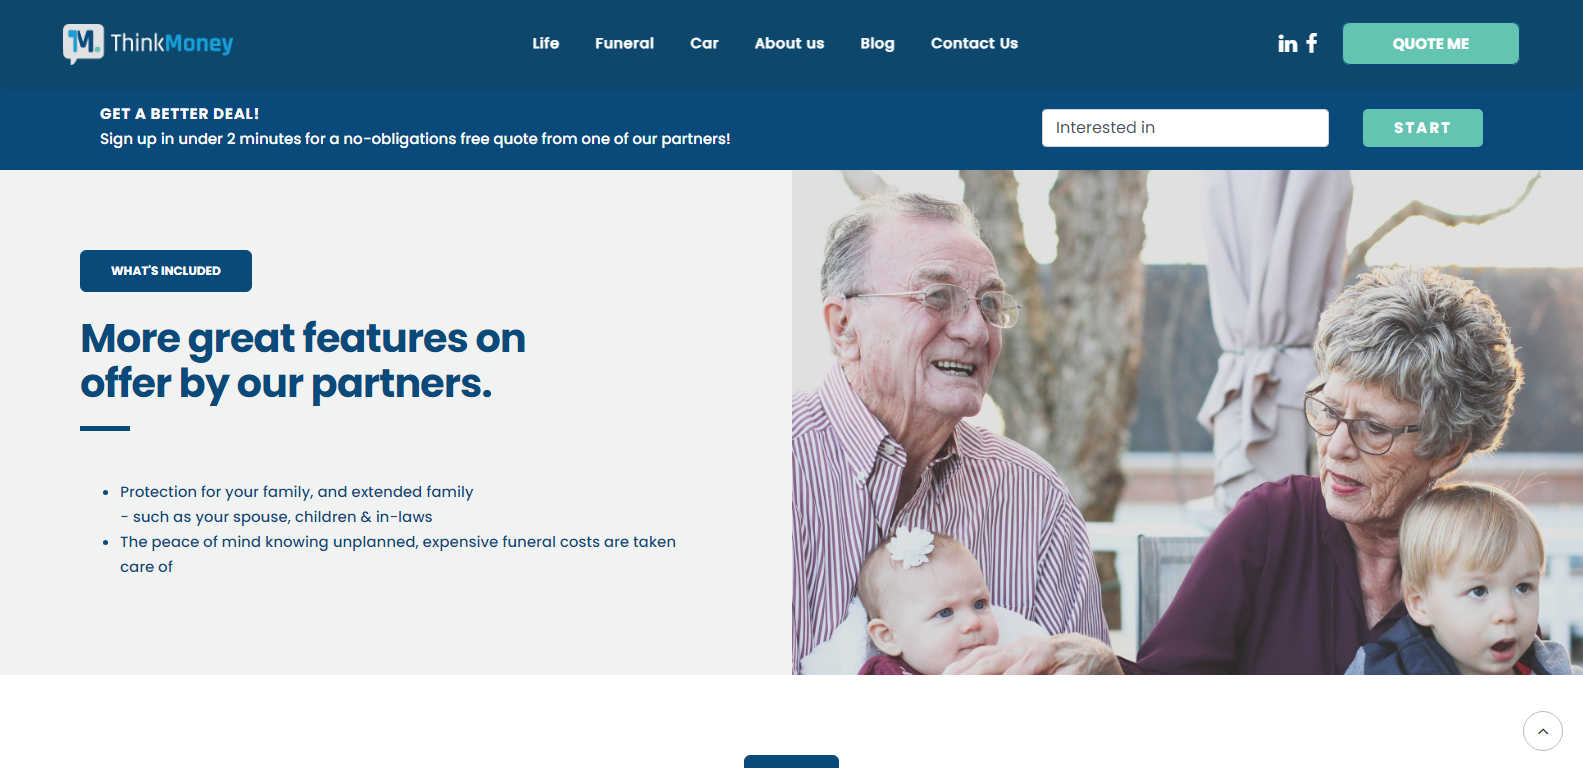 M. ThinkMoney
Life Funeral Car About us Blog Contact Us
in f
QUOTE ME
GET A BETTER DEAL!
Sign up in under 2 minutes for a no-obligations free quote from one of our partners!
Interested in
START
WHAT'S INCLUDED
More great features on
offer by our partners.
• Protection for your family, and extended family
- such as your spouse, children & in-laws
• The peace of mind knowing unplanned, expensive funeral costs are taken
care of